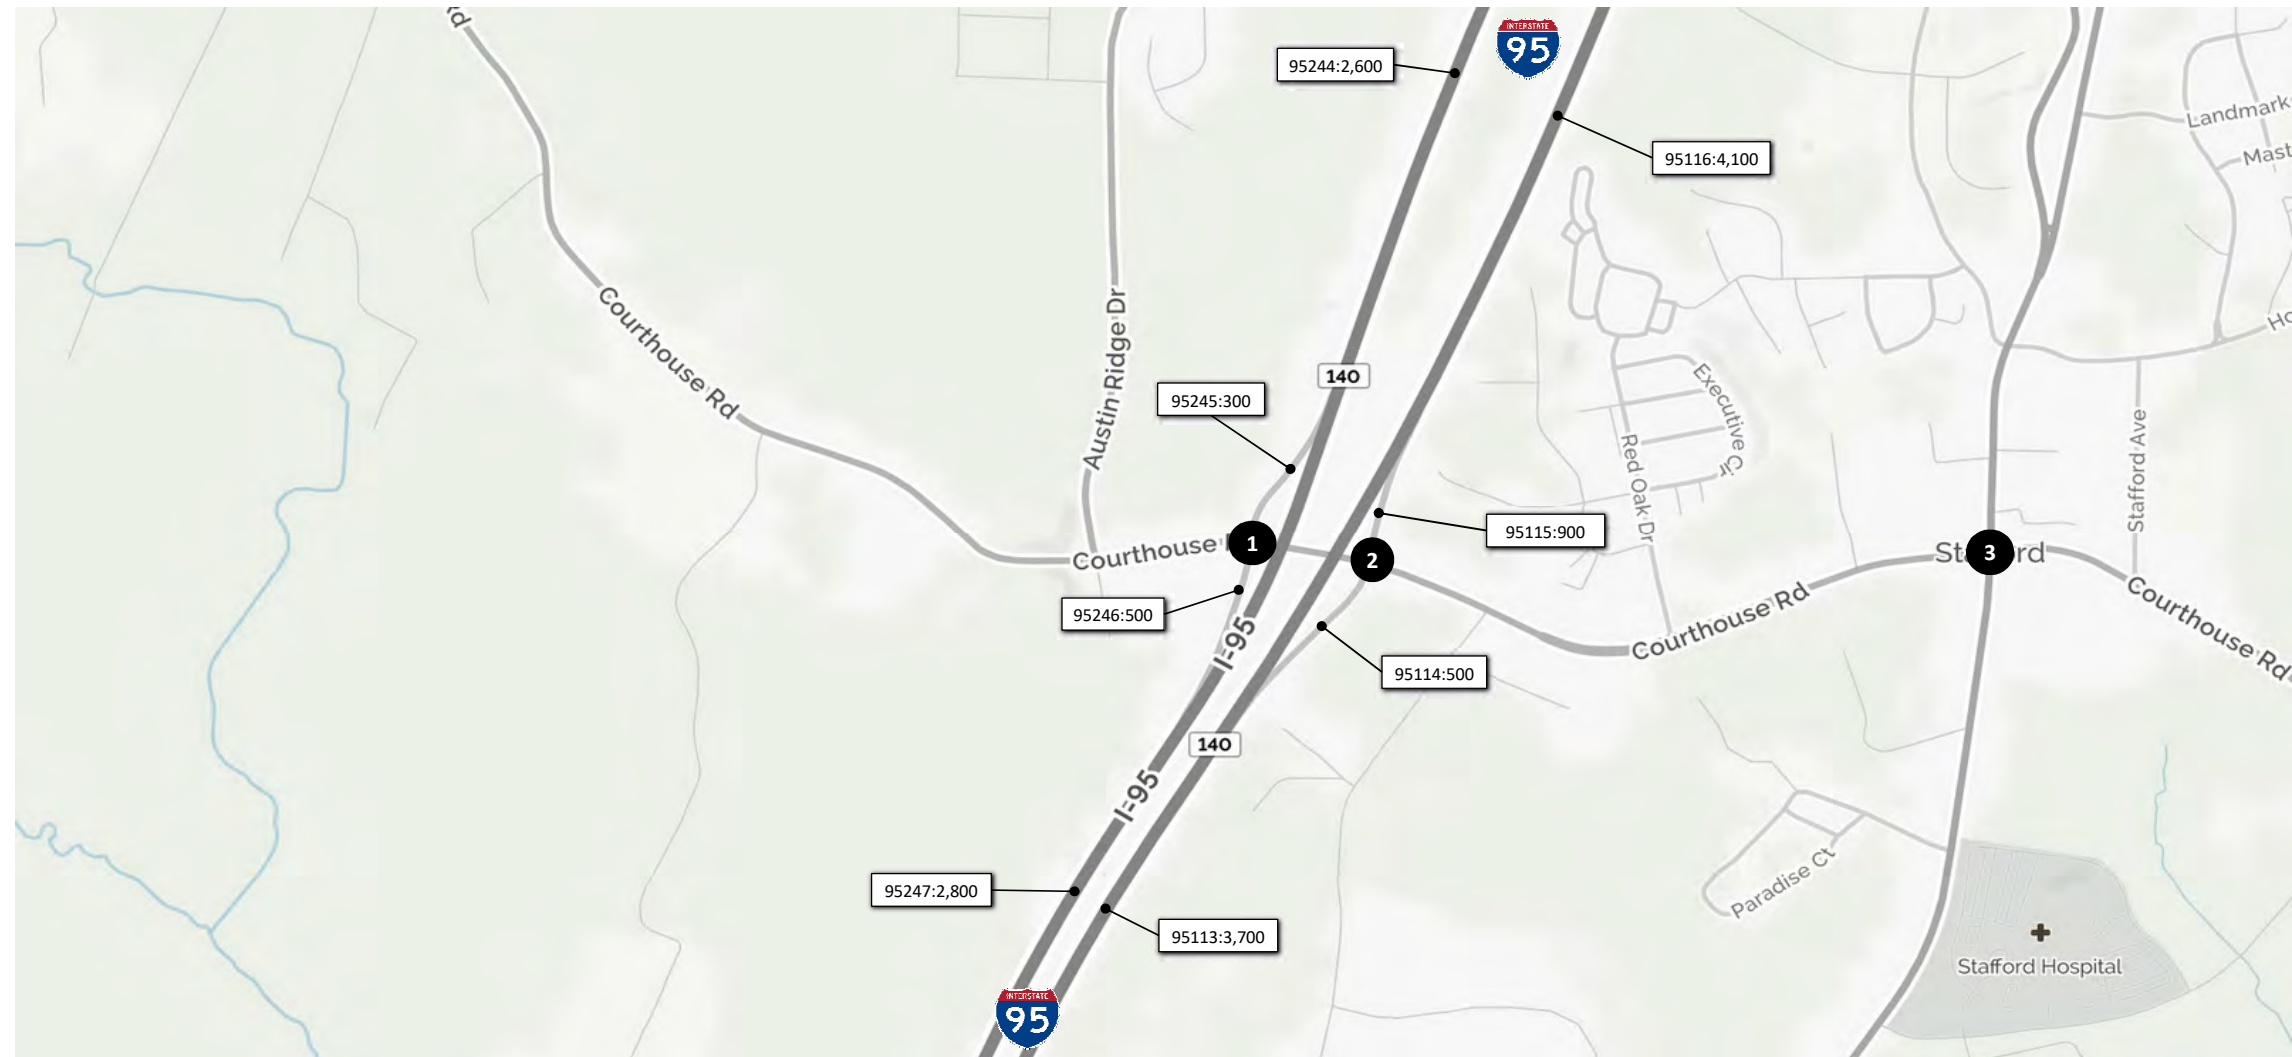 Rd
INTERSTATE
95
95244:2,600
95116:4,100
Landmark
Mast
Courthouse Rd
Austin Ridge Dr
140
Executive Cir
Ho
95245:300
Red Oak Dr
Stafford Ave
95115:900
1
Courthouse
2
3
St rd
95246:500
I-95
Courthouse Rd
Courthouse Rd
95114:500
140
I-95
Paradise Ct
95247:2,800
95113:3,700
Stafford Hospital
INTERSTATE
95